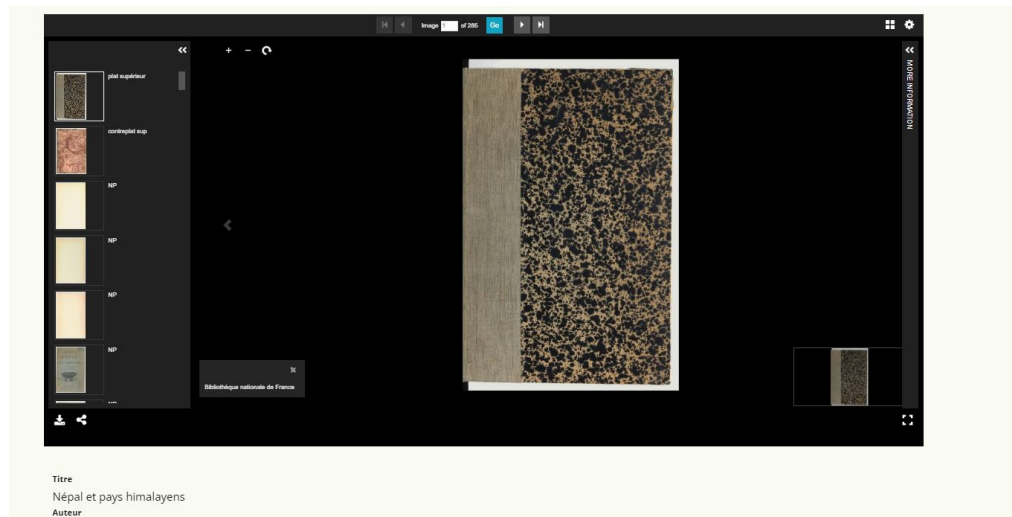 Image 1 of 285 Go
MORE INFORMATION
plat supérieur
contreplat sup
NP
NP
NP
NP
Bibliothèque nationale de France
Titre
Népal et pays himalayens
Auteur